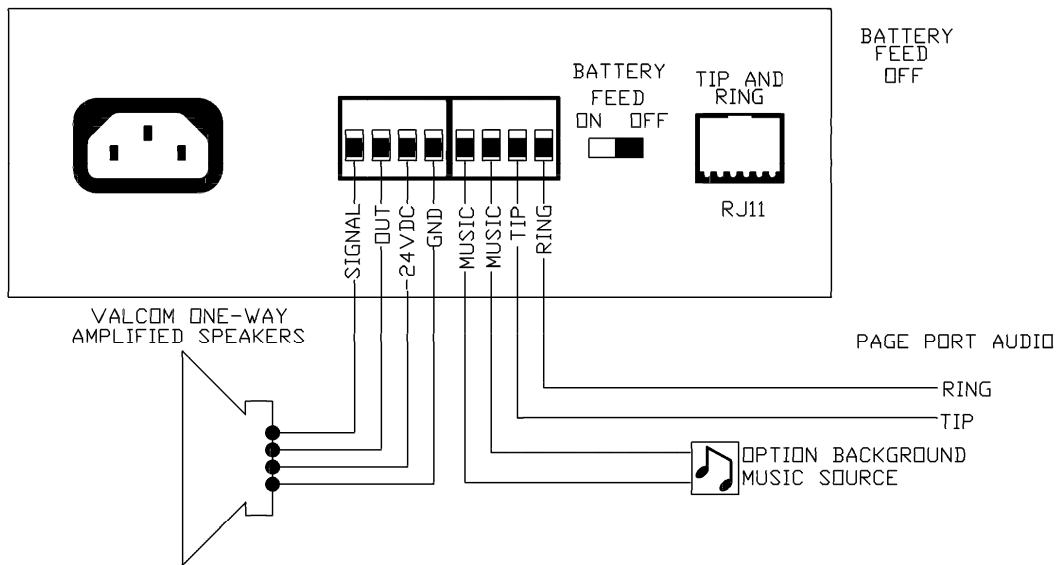 BATTERY
FEED
OFF
BATTERY
FEED
ON OFF
TIP AND
RING
RJ11
SIGNAL
OUT
24VDC
GND
MUSIC
MUSIC
TIP
RING
VALCOM ONE-WAY
AMPLIFIED SPEAKERS
PAGE PORT AUDIO
RING
TIP
OPTION BACKGROUND
MUSIC SOURCE